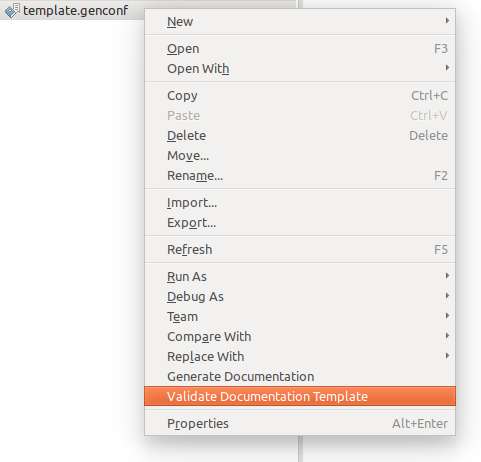 template.genconf
New
Open F3
Open With
Copy Ctrl+C
Paste Ctrl+V
Delete Delete
Move...
Rename... F2
Import...
Export...
Refresh F5
Run As
Debug As
Team
Compare With
Replace With
Generate Documentation
Validate Documentation Template
Properties Alt+Enter